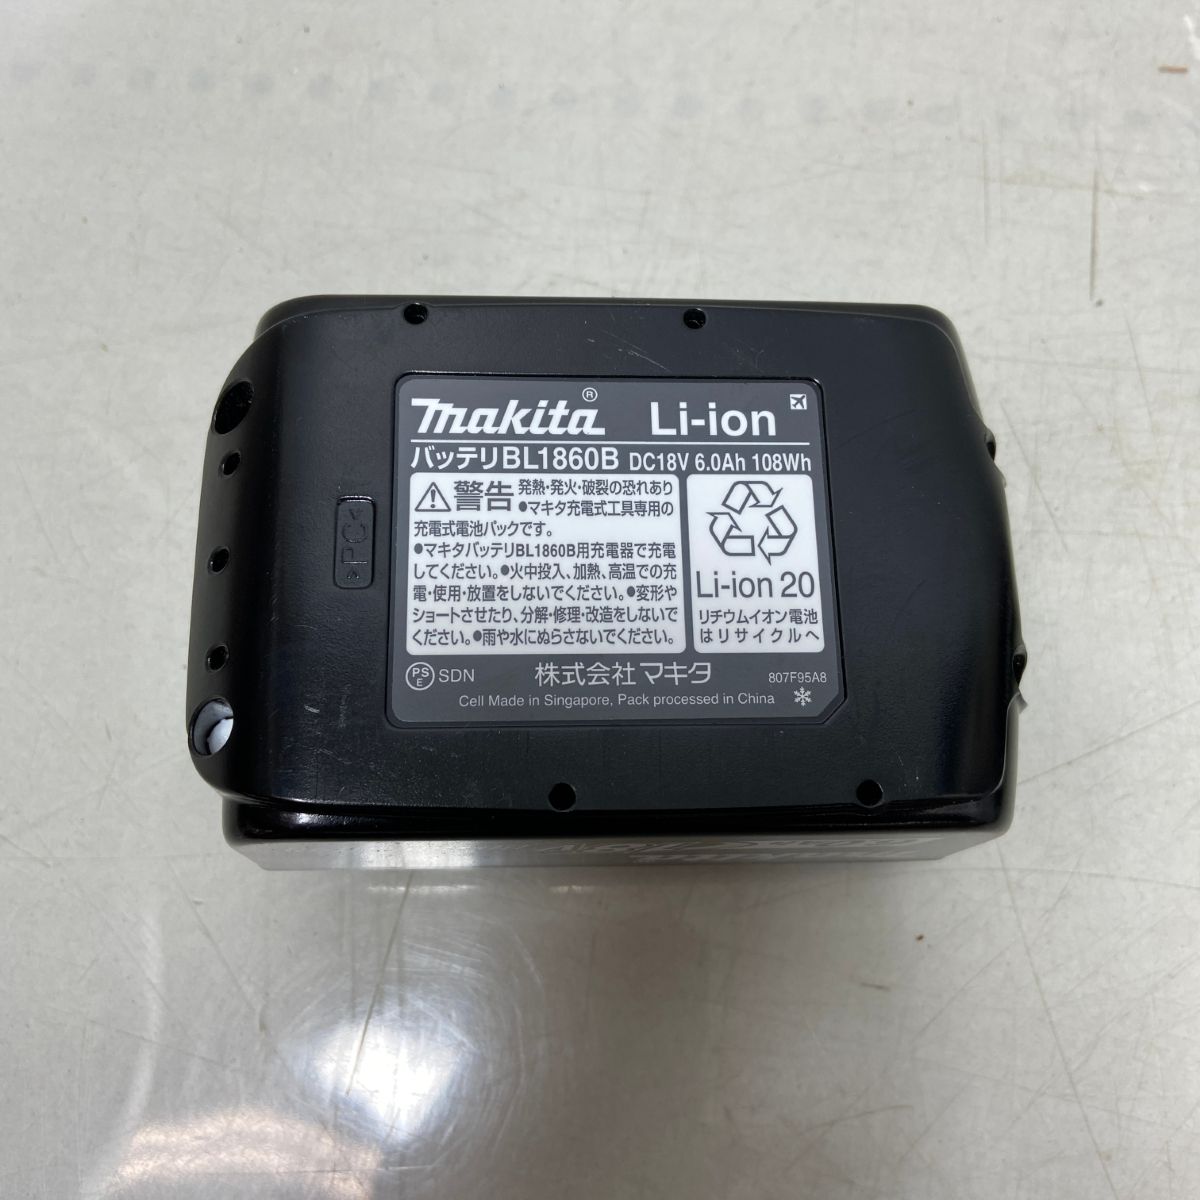 makita® Li-ion
バッテリBL1860B DC18V 6.0Ah 108Wh
警告 発熱・発火・破裂の恐れあり
●マキタ充電式工具専用の
充電式電池パックです。
●マキタバッテリBL1860B用充電器で充電
してください。●火中投入、加熱、高温での充
電・使用・放置をしないでください。●変形や
ショートさせたり、分解・修理・改造をしないで
ください。●雨や水にぬらさないでください。
Li-ion 20
リチウムイオン電池
はリサイクルへ
PS
E
SDN
株式会社 マキタ
807F95A8
Cell Made in Singapore, Pack processed in China
>PC<